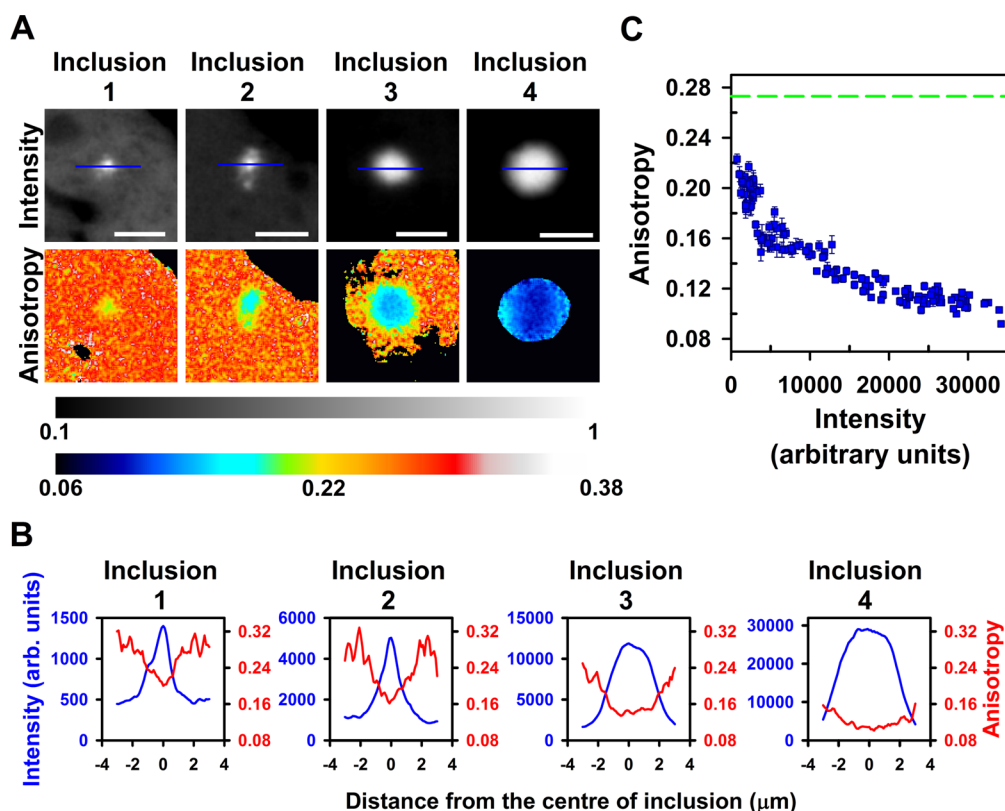 A
Inclusion 1
Inclusion 2
Inclusion 3
Inclusion 4
Intensity
Anisotropy
0.1 1
0.06 0.22 0.38
C
Anisotropy
0.28
0.24
0.20
0.16
0.12
0.08
0 10000 20000 30000
Intensity
(arbitrary units)
B
Intensity (arb. units)
Inclusion 1
1500
1000
500
0
0.32
0.24
0.16
0.08
-4 -2 0 2 4
Inclusion 2
6000
4000
2000
0
0.32
0.24
0.16
0.08
-4 -2 0 2 4
Inclusion 3
15000
10000
5000
0
0.32
0.24
0.16
0.08
-4 -2 0 2 4
Inclusion 4
30000
20000
10000
0
0.32
0.24
0.16
0.08
-4 -2 0 2 4
Anisotropy
Distance from the centre of inclusion (μm)